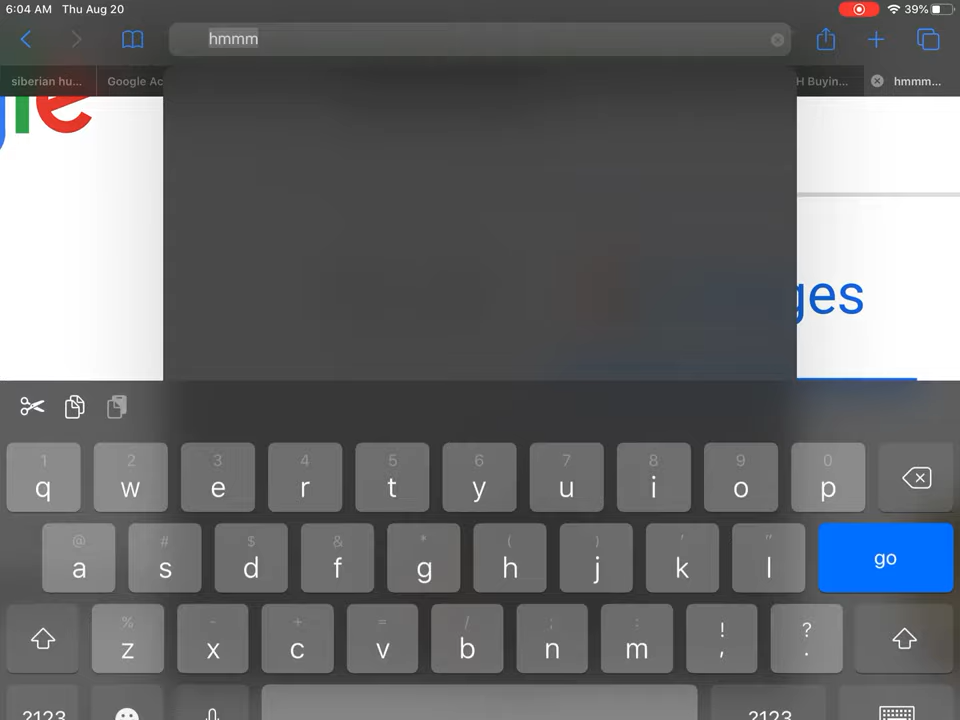 6:04 AM Thu Aug 20
39%
hmmm
siberian hu...
Google Ac
H Buyin...
hmmm...
gle
ges
1 2 3 4 5 6 7 8 9 0
q w e r t y u i o p
@ # $ & * ( ) ' "
a s d f g h j k l
go
% - + = / ; : ! ?
z x c v b n m , .
.?123
.?123